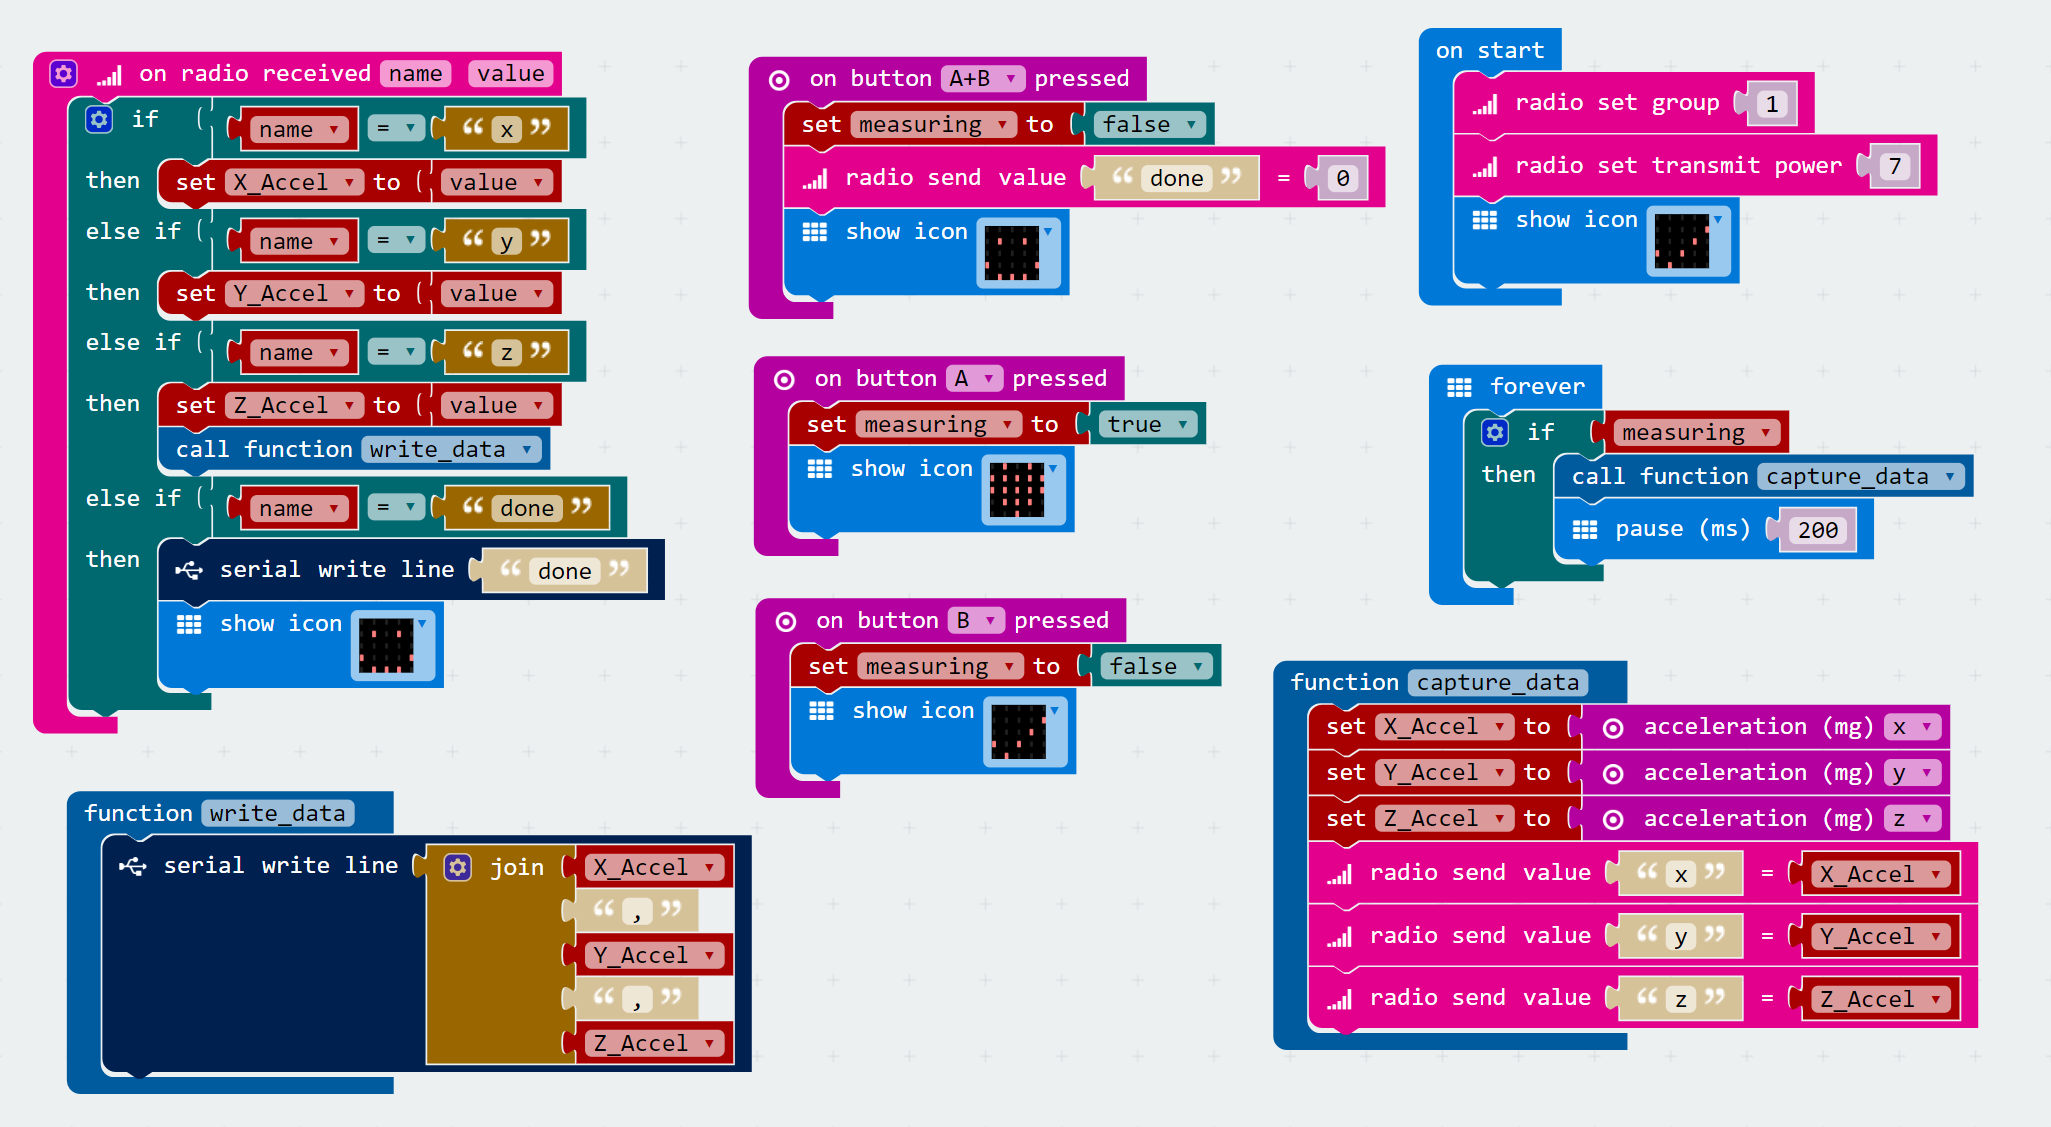 on radio received name value
if name = “ x ”
then set X_Accel to value
else if name = “ y ”
then set Y_Accel to value
else if name = “ z ”
then set Z_Accel to value
call function write_data
else if name = “ done ”
then serial write line “ done ”
show icon
function write_data
serial write line join X_Accel
“ , ”
Y_Accel
“ , ”
Z_Accel
on button A+B pressed
set measuring to false
radio send value “ done ” = 0
show icon
on button A pressed
set measuring to true
show icon
on button B pressed
set measuring to false
show icon
on start
radio set group 1
radio set transmit power 7
show icon
forever
if measuring
then call function capture_data
pause (ms) 200
function capture_data
set X_Accel to acceleration (mg) x
set Y_Accel to acceleration (mg) y
set Z_Accel to acceleration (mg) z
radio send value “ x ” = X_Accel
radio send value “ y ” = Y_Accel
radio send value “ z ” = Z_Accel